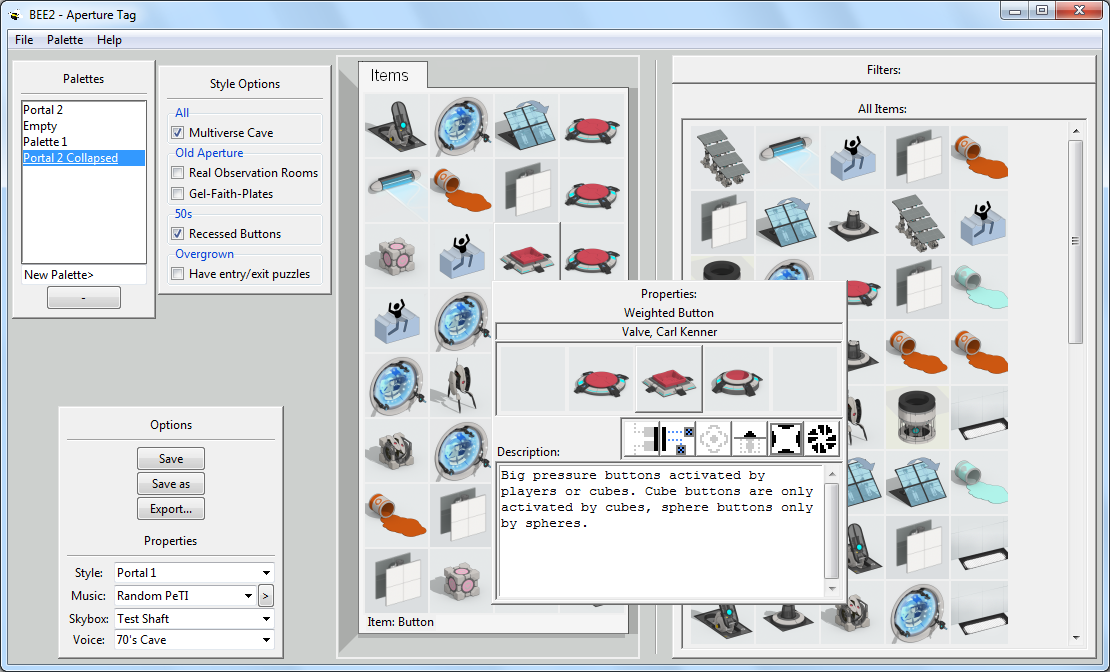 BEE2 - Aperture Tag
File Palette Help
Palettes
Portal 2
Empty
Palette 1
Portal 2 Collapsed
New Palette>
-
Style Options
All
Multiverse Cave
Old Aperture
Real Observation Rooms
Gel-Faith-Plates
50s
Recessed Buttons
Overgrown
Have entry/exit puzzles
Options
Save
Save as
Export...
Properties
Style: Portal 1
Music: Random PeTI >
Skybox: Test Shaft
Voice: 70's Cave
Items
Item: Button
Properties:
Weighted Button
Valve, Carl Kenner
Description:
Big pressure buttons activated by
players or cubes. Cube buttons are only
activated by cubes, sphere buttons only
by spheres.
Filters:
All Items: